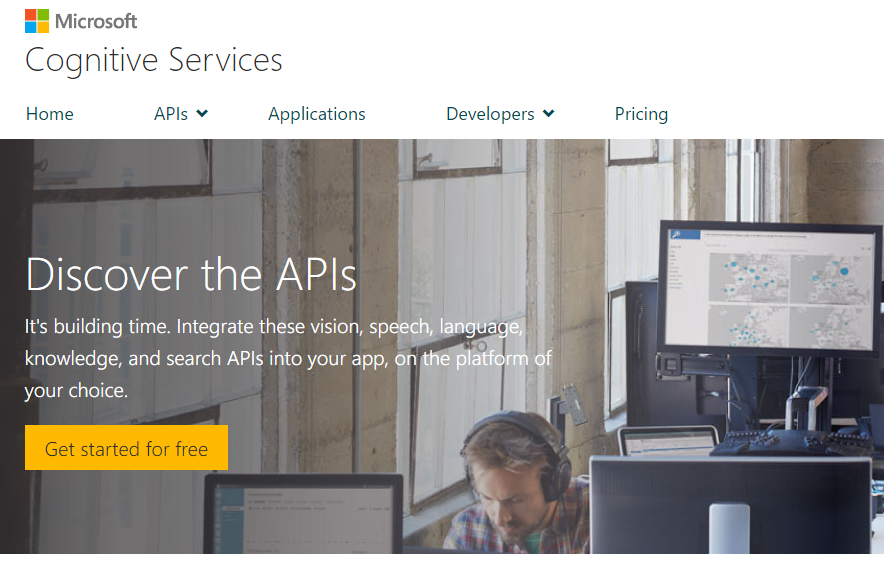 Microsoft
Cognitive Services
Home
APIs
Applications
Developers
Pricing
Discover the APIs
It's building time. Integrate these vision, speech, language,
knowledge, and search APIs into your app, on the platform of
your choice.
Get started for free